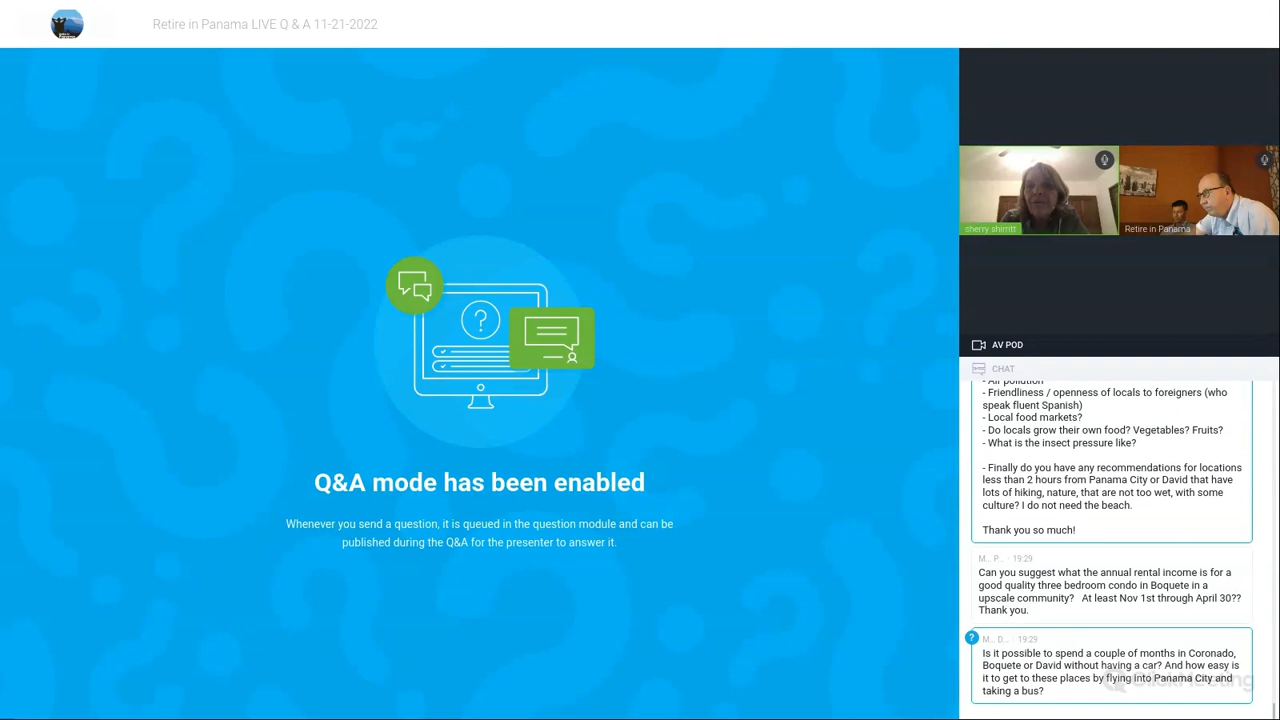 Retire in Panama LIVE Q & A 11-21-2022
?
Q&A mode has been enabled
Whenever you send a question, it is queued in the question module and can be
published during the Q&A for the presenter to answer it.
sherry shirritt
Retire in Panama
AV POD
CHAT
- Air pollution
- Friendliness / openness of locals to foreigners (who
speak fluent Spanish)
- Local food markets?
- Do locals grow their own food? Vegetables? Fruits?
- What is the insect pressure like?
- Finally do you have any recommendations for locations
less than 2 hours from Panama City or David that have
lots of hiking, nature, that are not too wet, with some
culture? I do not need the beach.
Thank you so much!
M... P... · 19:29
Can you suggest what the annual rental income is for a
good quality three bedroom condo in Boquete in a
upscale community? At least Nov 1st through April 30??
Thank you.
?
M... D... · 19:29
Is it possible to spend a couple of months in Coronado,
Boquete or David without having a car? And how easy is
it to get to these places by flying into Panama City and
taking a bus?
ClickMeeting